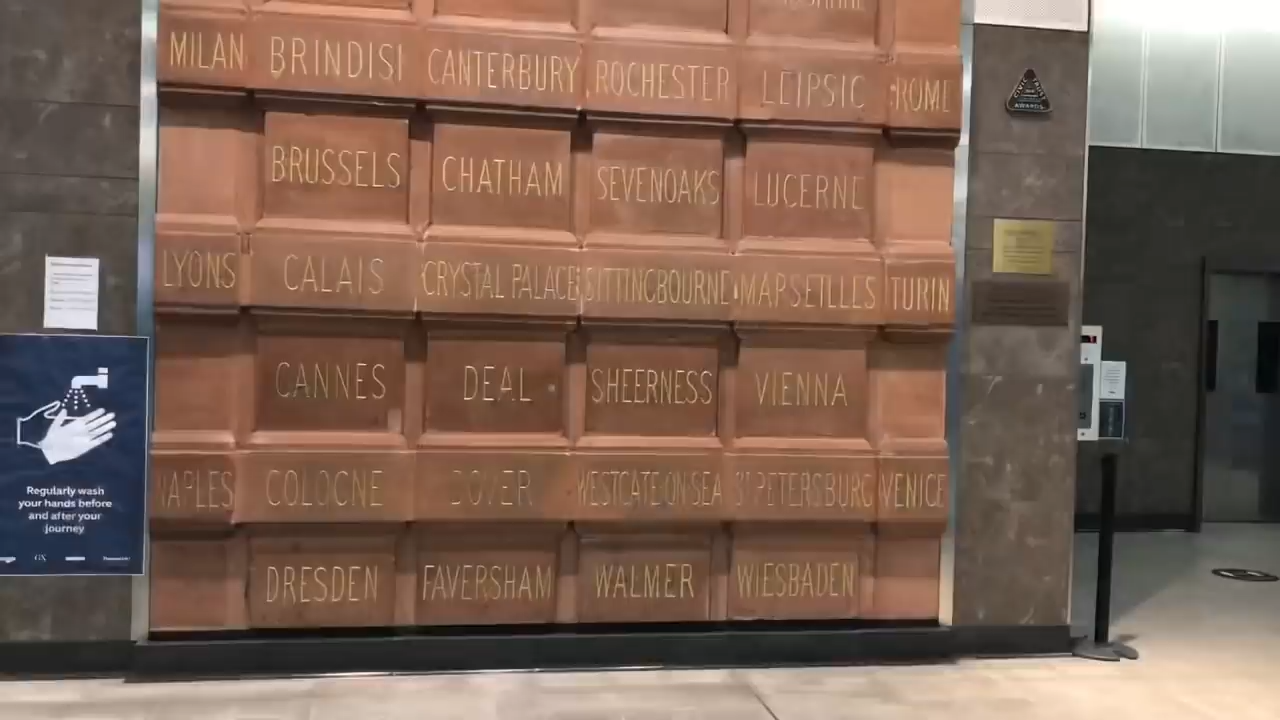 MILAN BRINDISI CANTERBURY ROCHESTER LEIPSIC ROME
BRUSSELS CHATHAM SEVENOAKS LUCERNE
LYONS CALAIS CRYSTAL PALACE SITTINGBOURNE MARSEILLES TURIN
CANNES DEAL SHEERNESS VIENNA
NAPLES COLOGNE DOVER WESTGATE ON SEA ST PETERSBURG VENICE
DRESDEN FAVERSHAM WALMER WIESBADEN
Regularly wash
your hands before
and after your
journey
AWARDS